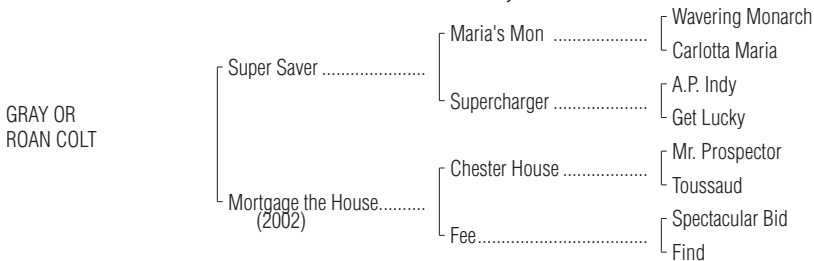 Wavering Monarch
Maria's Mon ....................
Carlotta Maria
Super Saver ......................
A.P. Indy
Supercharger ....................
Get Lucky
GRAY OR
ROAN COLT
Mr. Prospector
Chester House ..................
Toussaud
Mortgage the House..........
(2002)
Spectacular Bid
Fee....................................
Find